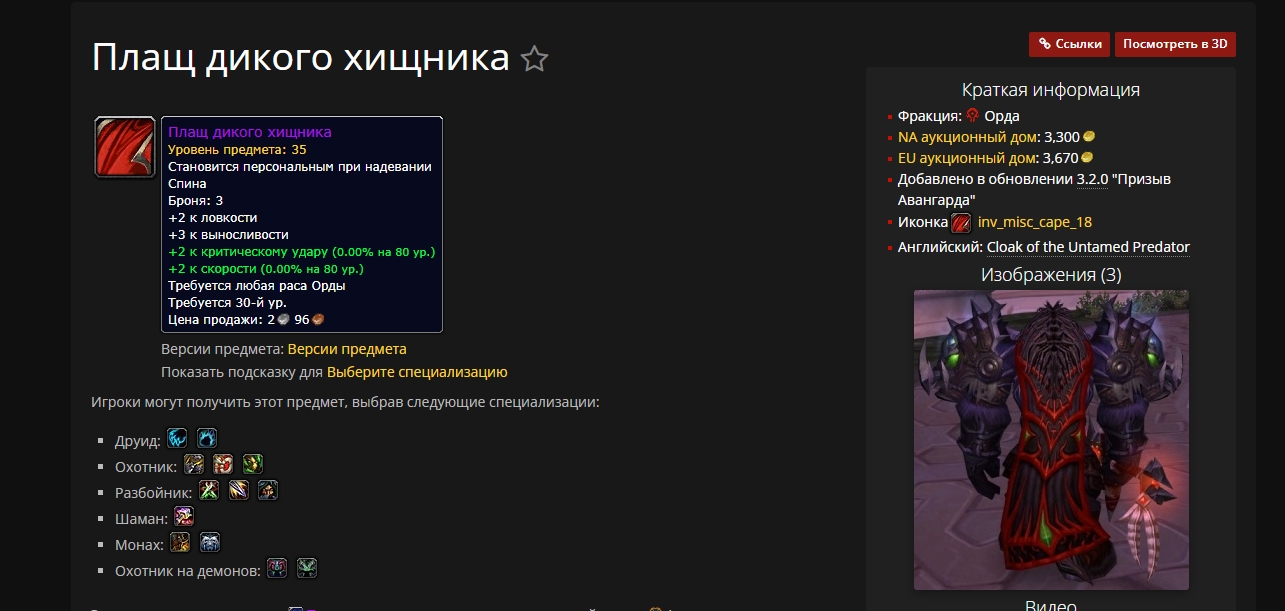 Плащ дикого хищника
Ссылки
Посмотреть в 3D
Плащ дикого хищника
Уровень предмета: 35
Становится персональным при надевании
Спина
Броня: 3
+2 к ловкости
+3 к выносливости
+2 к критическому удару (0.00% на 80 ур.)
+2 к скорости (0.00% на 80 ур.)
Требуется любая раса Орды
Требуется 30-й ур.
Цена продажи: 2 96
Версии предмета: Версии предмета
Показать подсказку для Выберите специализацию
Игроки могут получить этот предмет, выбрав следующие специализации:
Друид:
Охотник:
Разбойник:
Шаман:
Монах:
Охотник на демонов:
Краткая информация
Фракция: Орда
NA аукционный дом: 3,300
EU аукционный дом: 3,670
Добавлено в обновлении 3.2.0 "Призыв
Авангарда"
Иконка inv_misc_cape_18
Английский: Cloak of the Untamed Predator
Изображения (3)
Видео